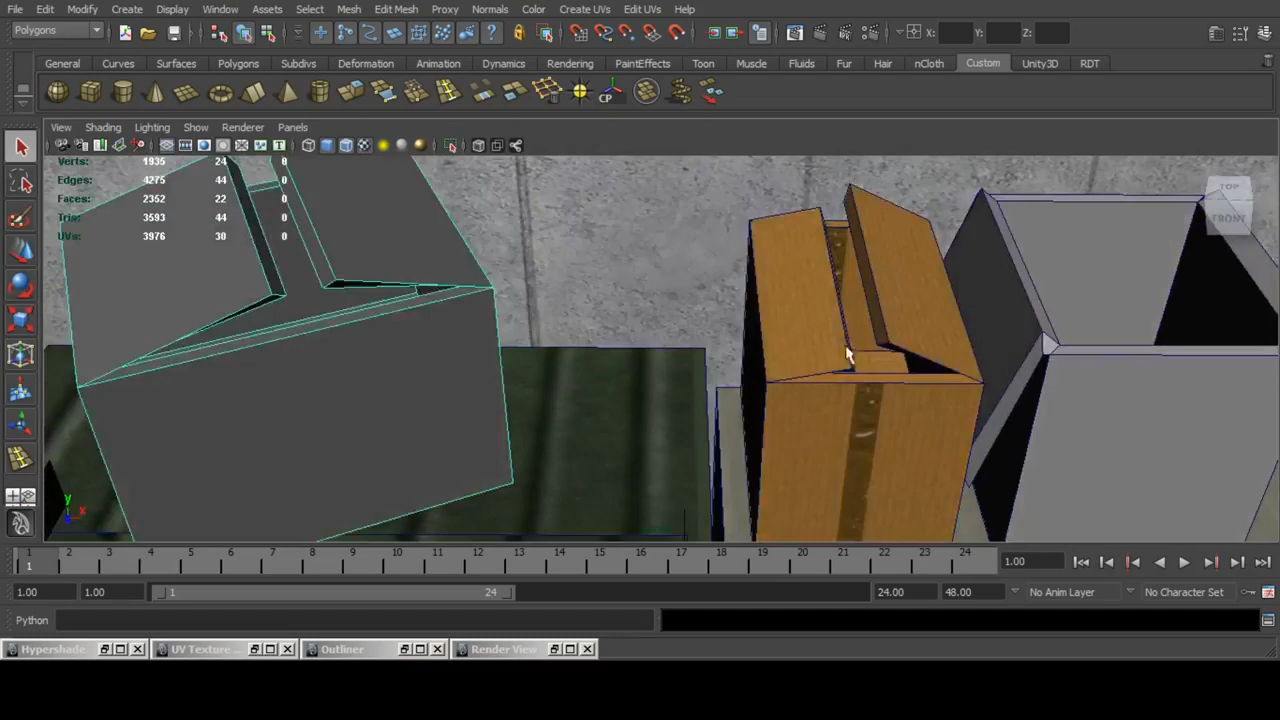 File Edit Modify Create Display Window Assets Select Mesh Edit Mesh Proxy Normals Color Create UVs Edit UVs Help
Polygons X: Y: Z:
General Curves Surfaces Polygons Subdivs Deformation Animation Dynamics Rendering PaintEffects Toon Muscle Fluids Fur Hair nCloth Custom Unity3D RDT
CP
View Shading Lighting Show Renderer Panels
Verts: 1935 24 0
Edges: 4275 44 0
Faces: 2352 22 0
Tris: 3593 44 0
UVs: 3976 30 0
TOP
FRONT
y
x
1 2 3 4 5 6 7 8 9 10 11 12 13 14 15 16 17 18 19 20 21 22 23 24
1 1.00
1.00 1.00 1 24 24.00 48.00 No Anim Layer No Character Set
Python
Hypershade UV Texture ... Outliner Render View